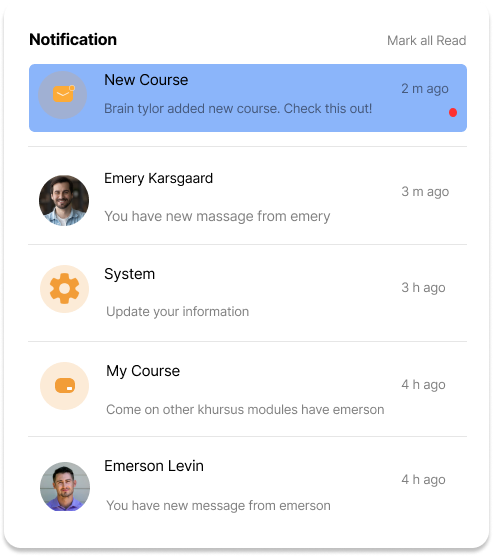 Notification
Mark all Read
New Course
2 m ago
Brain tylor added new course. Check this out!
Emery Karsgaard
3 m ago
You have new massage from emery
System
3 h ago
Update your information
My Course
4 h ago
Come on other khursus modules have emerson
Emerson Levin
4 h ago
You have new message from emerson